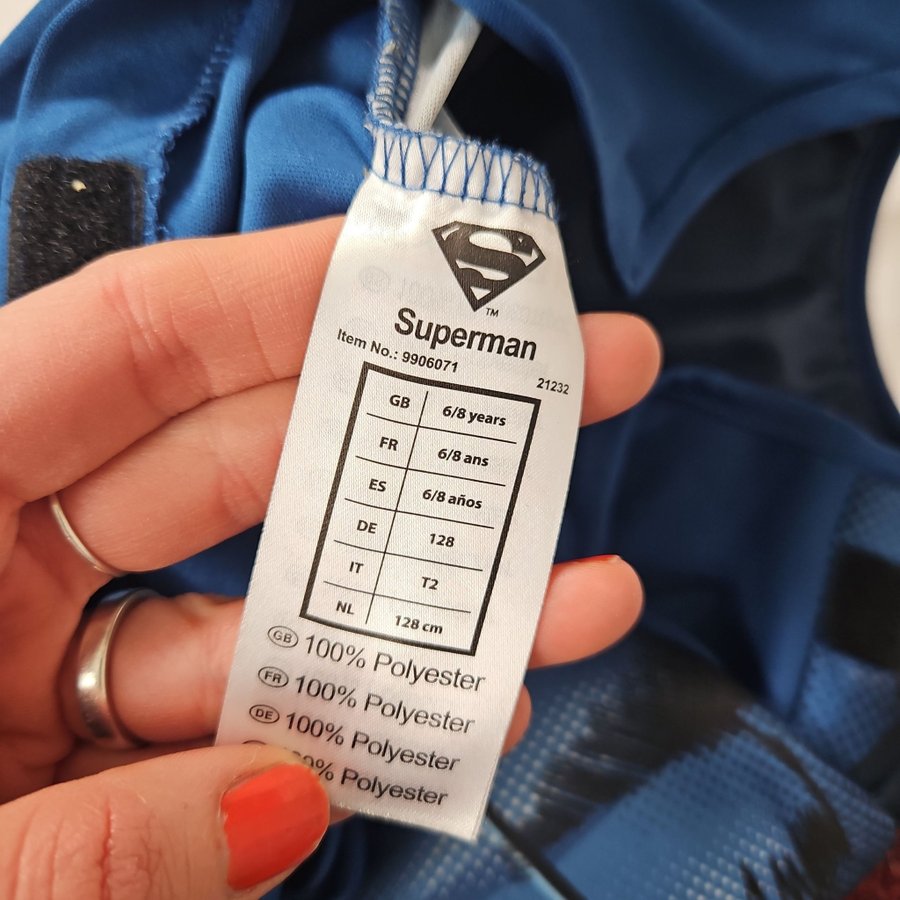 S
TM
Superman
Item No.: 9906071
21232
GB 6/8 years
FR 6/8 ans
ES 6/8 años
DE 128
IT T2
NL 128 cm
GB 100% Polyester
FR 100% Polyester
DE 100% Polyester
% Polyester